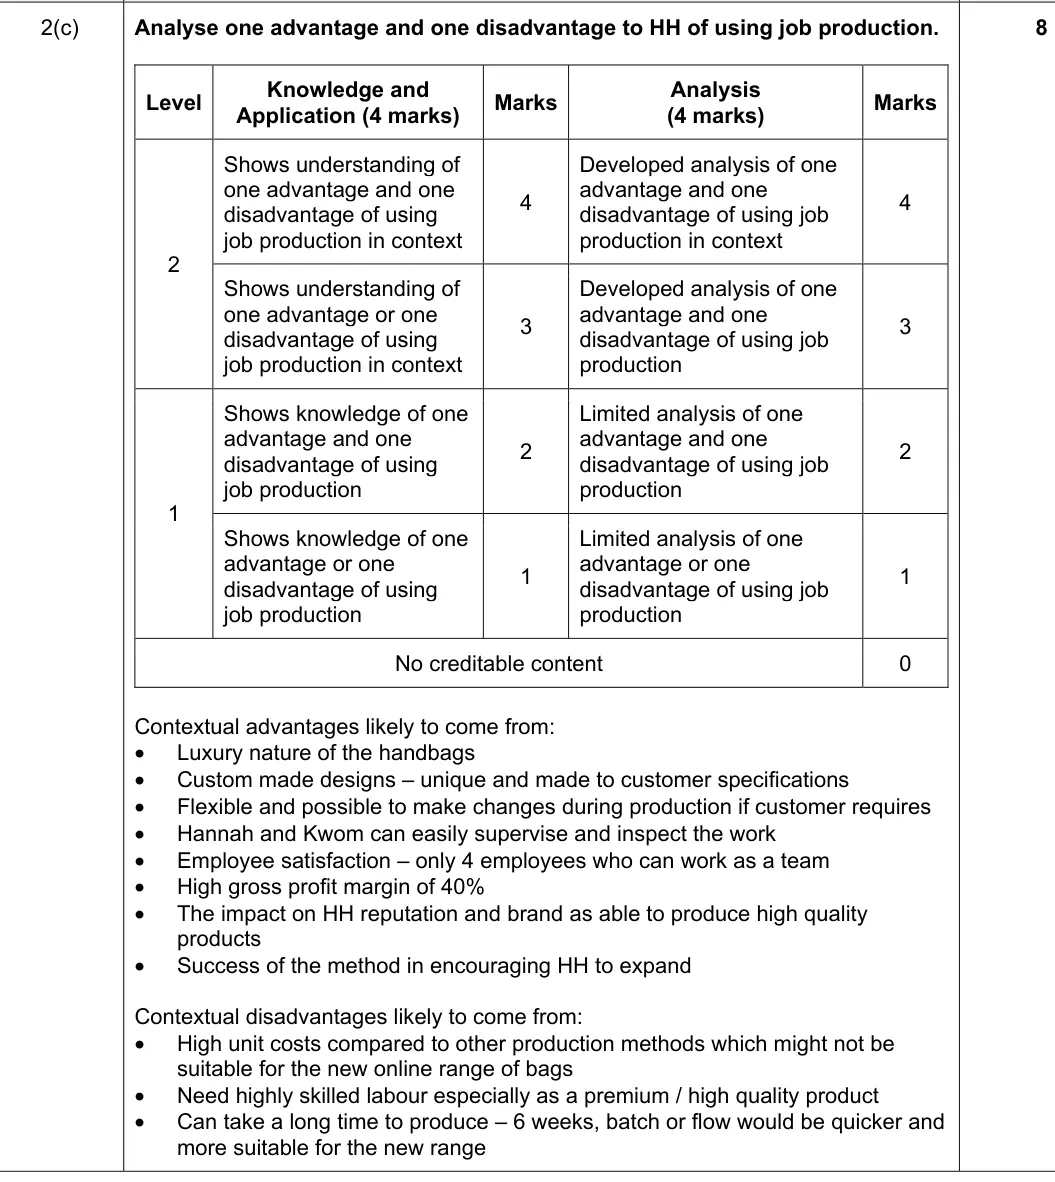 2(c)
Analyse one advantage and one disadvantage to HH of using job production.
8
Level
Knowledge and
Application (4 marks)
Marks
Analysis
(4 marks)
Marks
2
Shows understanding of
one advantage and one
disadvantage of using
job production in context
4
Developed analysis of one
advantage and one
disadvantage of using job
production in context
4
Shows understanding of
one advantage or one
disadvantage of using
job production in context
3
Developed analysis of one
advantage and one
disadvantage of using job
production
3
1
Shows knowledge of one
advantage and one
disadvantage of using
job production
2
Limited analysis of one
advantage and one
disadvantage of using job
production
2
Shows knowledge of one
advantage or one
disadvantage of using
job production
1
Limited analysis of one
advantage or one
disadvantage of using job
production
1
No creditable content
0
Contextual advantages likely to come from:
• Luxury nature of the handbags
• Custom made designs – unique and made to customer specifications
• Flexible and possible to make changes during production if customer requires
• Hannah and Kwom can easily supervise and inspect the work
• Employee satisfaction – only 4 employees who can work as a team
• High gross profit margin of 40%
• The impact on HH reputation and brand as able to produce high quality
products
• Success of the method in encouraging HH to expand
Contextual disadvantages likely to come from:
• High unit costs compared to other production methods which might not be
suitable for the new online range of bags
• Need highly skilled labour especially as a premium / high quality product
• Can take a long time to produce – 6 weeks, batch or flow would be quicker and
more suitable for the new range